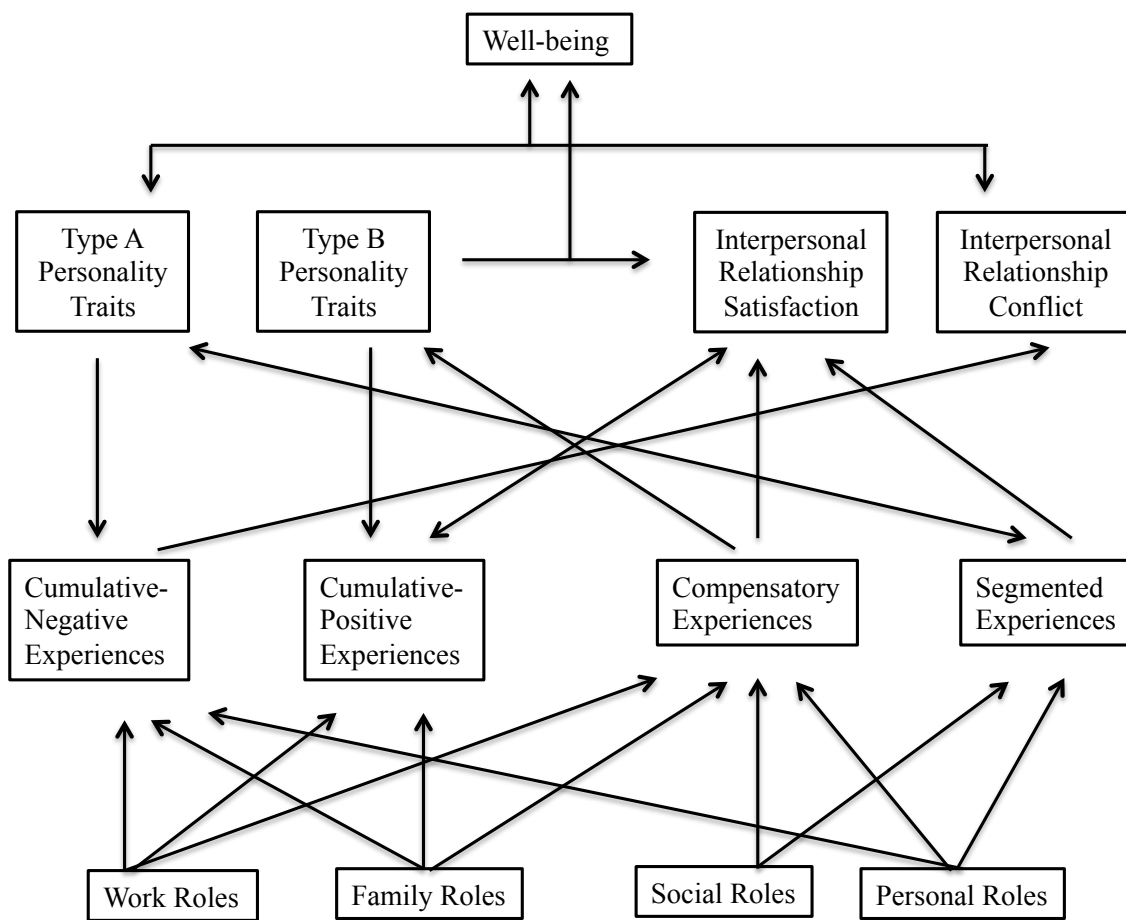 Well-being
Type A
Personality
Traits
Type B
Personality
Traits
Interpersonal
Relationship
Satisfaction
Interpersonal
Relationship
Conflict
Cumulative-
Negative
Experiences
Cumulative-
Positive
Experiences
Compensatory
Experiences
Segmented
Experiences
Work Roles
Family Roles
Social Roles
Personal Roles